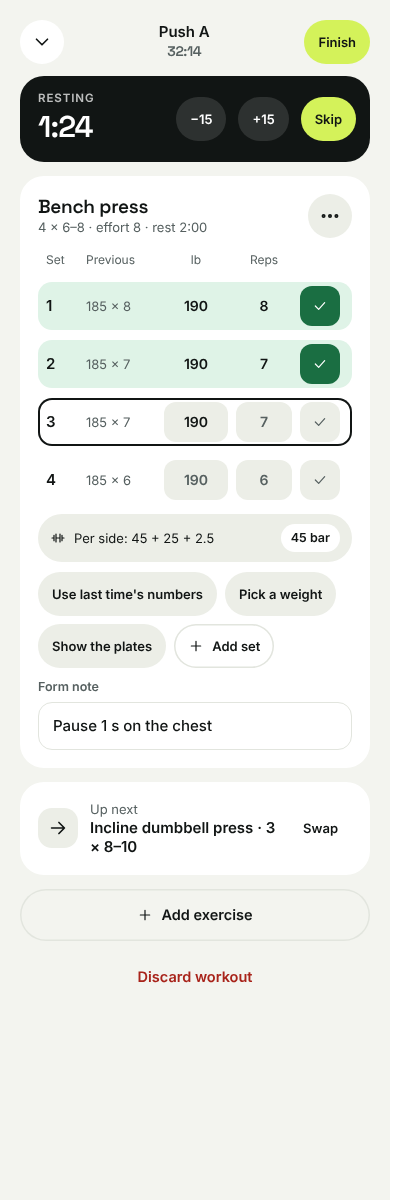 Push A
32:14
Finish
RESTING
1:24
−15
+15
Skip
Bench press
4 × 6–8 · effort 8 · rest 2:00
Set Previous lb Reps
1 185 × 8 190 8
2 185 × 7 190 7
3 185 × 7 190 7
4 185 × 6 190 6
Per side: 45 + 25 + 2.5
45 bar
Use last time's numbers
Pick a weight
Show the plates
Add set
Form note
Pause 1 s on the chest
Up next
Incline dumbbell press · 3
× 8–10
Swap
Add exercise
Discard workout